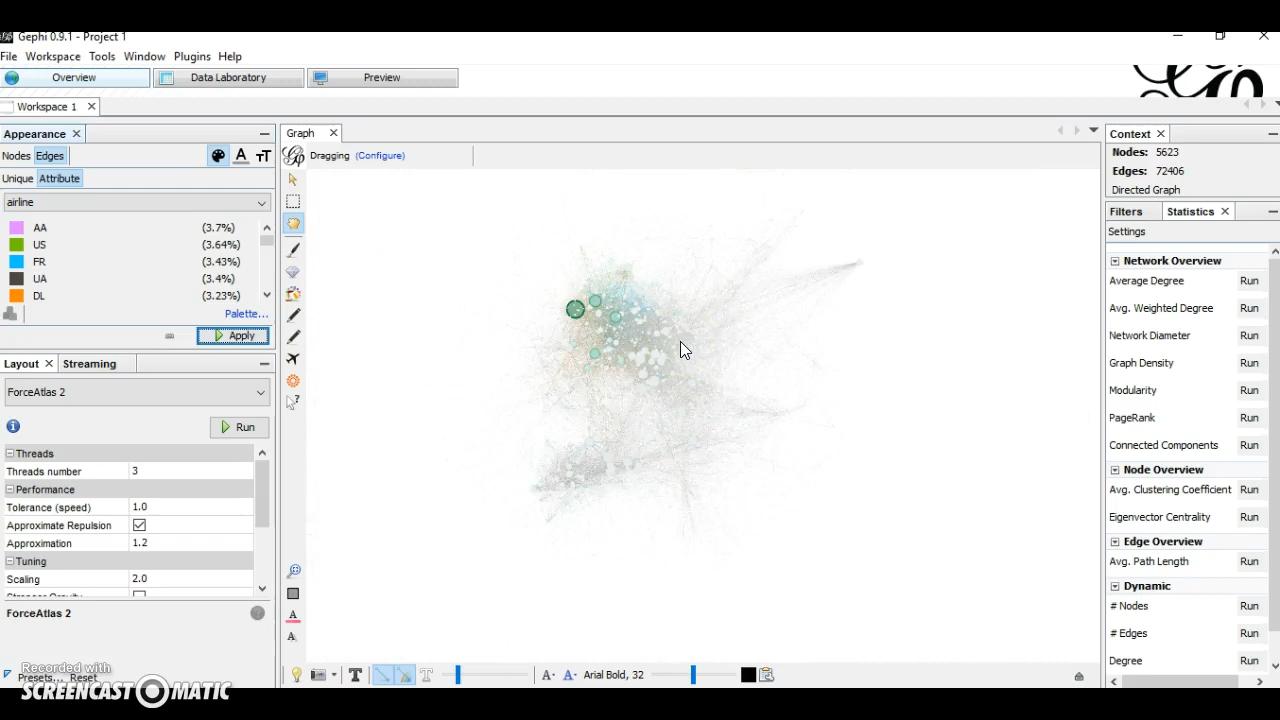 Gephi 0.9.1 - Project 1
File Workspace Tools Window Plugins Help
Overview Data Laboratory Preview
Workspace 1
Appearance
Nodes Edges
Unique Attribute
airline
AA (3.7%)
US (3.64%)
FR (3.43%)
UA (3.4%)
DL (3.23%)
Palette...
Apply
Layout Streaming
ForceAtlas 2
Run
Threads
Threads number 3
Performance
Tolerance (speed) 1.0
Approximate Repulsion
Approximation 1.2
Tuning
Scaling 2.0
ForceAtlas 2
Presets... Reset
Recorded with
SCREENCAST MATIC
Graph
Dragging (Configure)
Arial Bold, 32
Context
Nodes: 5623
Edges: 72406
Directed Graph
Filters Statistics
Settings
Network Overview
Average Degree Run
Avg. Weighted Degree Run
Network Diameter Run
Graph Density Run
Modularity Run
PageRank Run
Connected Components Run
Node Overview
Avg. Clustering Coefficient Run
Eigenvector Centrality Run
Edge Overview
Avg. Path Length Run
Dynamic
# Nodes Run
# Edges Run
Degree Run